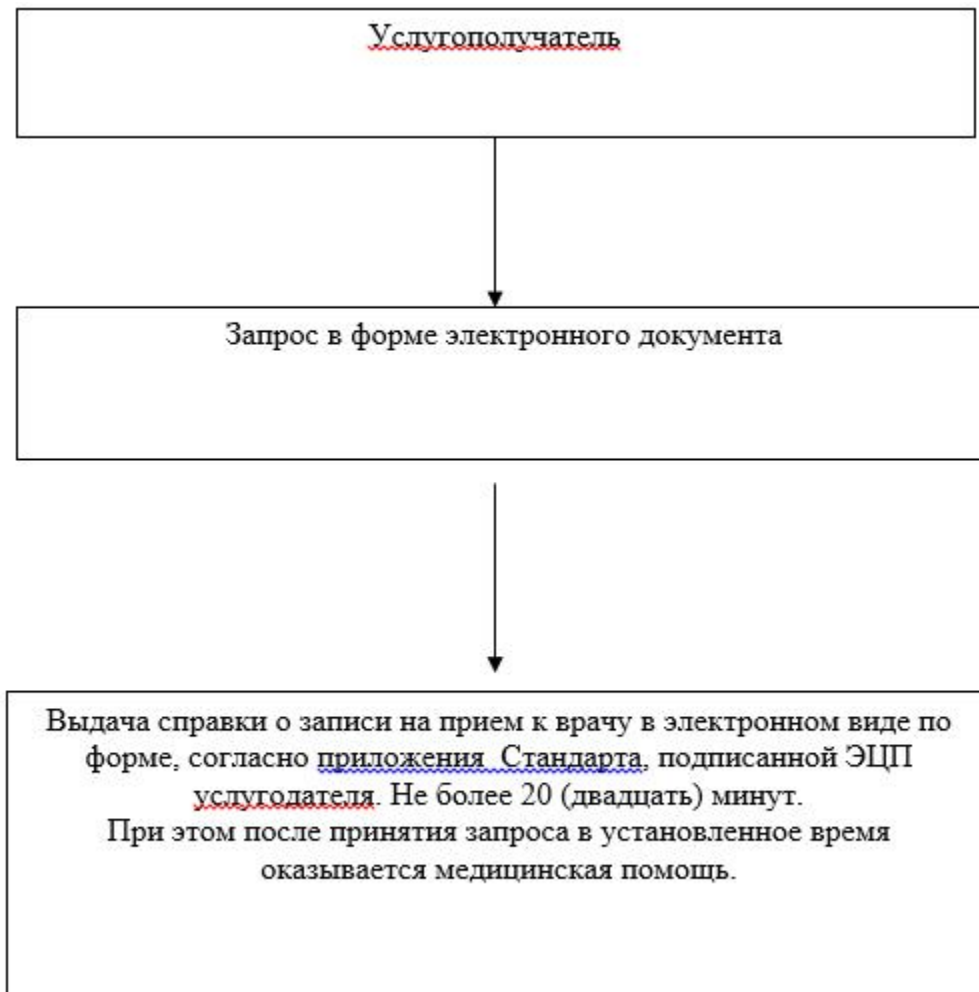 Услугополучатель
Запрос в форме электронного документа
Выдача справки о записи на прием к врачу в электронном виде по
форме, согласно приложения  Стандарта, подписанной ЭЦП
услугодателя. Не более 20 (двадцать) минут.
При этом после принятия запроса в установленное время
оказывается медицинская помощь.